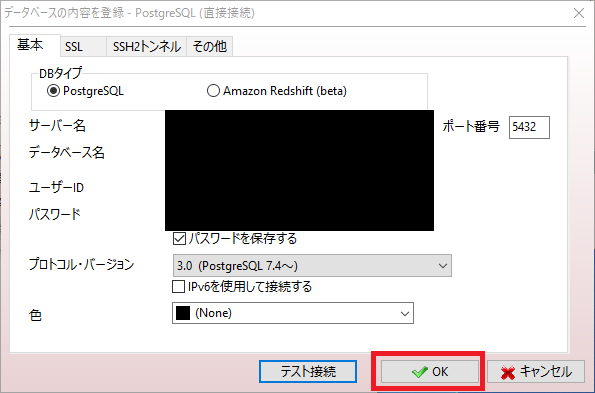 データベースの内容を登録 - PostgreSQL (直接接続)
基本 SSL SSH2トンネル その他
DBタイプ
PostgreSQL Amazon Redshift (beta)
サーバー名 ポート番号 5432
データベース名
ユーザーID
パスワード
パスワードを保存する
プロトコル・バージョン 3.0 (PostgreSQL 7.4～)
IPv6を使用して接続する
色 (None)
テスト接続 OK キャンセル